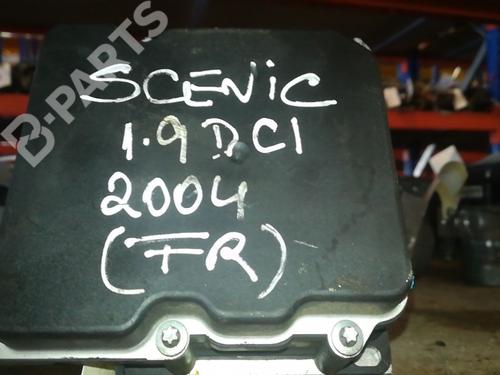 B-PARTS
SCENiC
1.9 DCI
2004
(FR)